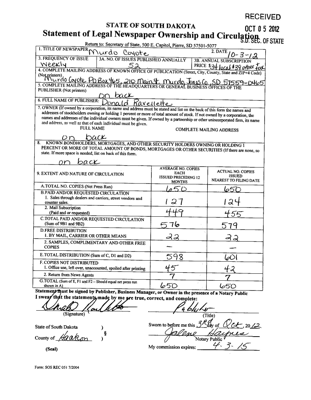 RECEIVED
OCT 05 2012
S.D. SEC. OF STATE
STATE OF SOUTH DAKOTA
Statement of Legal Newspaper Ownership and Circulation
Return to: Secretary of State, 500 E. Capitol, Pierre, SD 57501-5077
1. TITLE OF NEWSPAPER Murdo Coyote
2. DATE 10-3-12
3. FREQUENCY OF ISSUE
weekly
3A. NO. OF ISSUES PUBLISHED ANNUALLY
52
3B. ANNUAL SUBSCRIPTION
PRICE
4. COMPLETE MAILING ADDRESS OF KNOWN OFFICE OF PUBLICATION (Street, City, County, State and ZIP+4 Code)
(Not printers)
Murdo Coyote, PO Box 465, Murdo, Jones Co. SD 57559-0465
5. COMPLETE MAILING ADDRESS OF THE HEADQUARTERS OR GENERAL BUSINESS OFFICES OF THE
PUBLISHER (Not printers)
on back
6. FULL NAME OF PUBLISHER: Donald Ravellette
7. OWNER (If owned by a corporation, its name and address must be stated and list on the back of this form the names and
addresses of stockholders owning or holding 1 percent or more of total amount of stock. If not owned by a corporation, the
names and addresses of the individual owners must be given. If owned by a partnership or other unincorporated firm, its name
and address, as well as that of each individual must be given.
FULL NAME
COMPLETE MAILING ADDRESS
on back
8. KNOWN BONDHOLDERS, MORTGAGES, AND OTHER SECURITY HOLDERS OWNING OR HOLDING 1
PERCENT OR MORE OF TOTAL AMOUNT OF BONDS, MORTGAGES OR OTHER SECURITIES (If there are none, so
state. If more space is needed, list on back of this form.
on back
9. EXTENT AND NATURE OF CIRCULATION
AVERAGE NO. COPIES
EACH
ISSUED PRECEDING 12
MONTHS
ACTUAL NO. COPIES
ISSUED
NEAREST TO FILING DATE
A. TOTAL NO. COPIES (Net Press Run)
650
650
B. PAID AND/OR REQUESTED CIRCULATION
1. Sales through dealers and carriers, street vendors and
counter sales
127
124
2. Mail Subscription
(Paid and or requested)
449
455
C. TOTAL PAID AND/OR REQUESTED CIRCULATION
(Sum of 9B1 and 9B2)
576
579
D. FREE DISTRIBUTION
1. BY MAIL, CARRIER OR OTHER MEANS
22
22
2. SAMPLES, COMPLIMENTARY AND OTHER FREE
COPIES
E. TOTAL DISTRIBUTION (Sum of C, D1 and D2)
598
601
F. COPIES NOT DISTRIBUTED
1. Office use, left over, unaccounted, spoiled after printing
45
42
2. Return from News Agents
7
7
G. TOTAL (Sum of E, F1 and F2 - Should equal net press run
shown in A)
650
650
Statement must be signed by Publisher, Business Manager, or Owner in the presence of a Notary Public
I swear that the statements made by me are true, correct, and complete:
(Signature)
Publisher
(Title)
State of South Dakota )
§
County of Haakon )
Sworn to before me this 3rd day of Oct, 20 12
Notary Public
(Seal)
My commission expires: 4-3-15
Form: SOS REC 051 7/2004